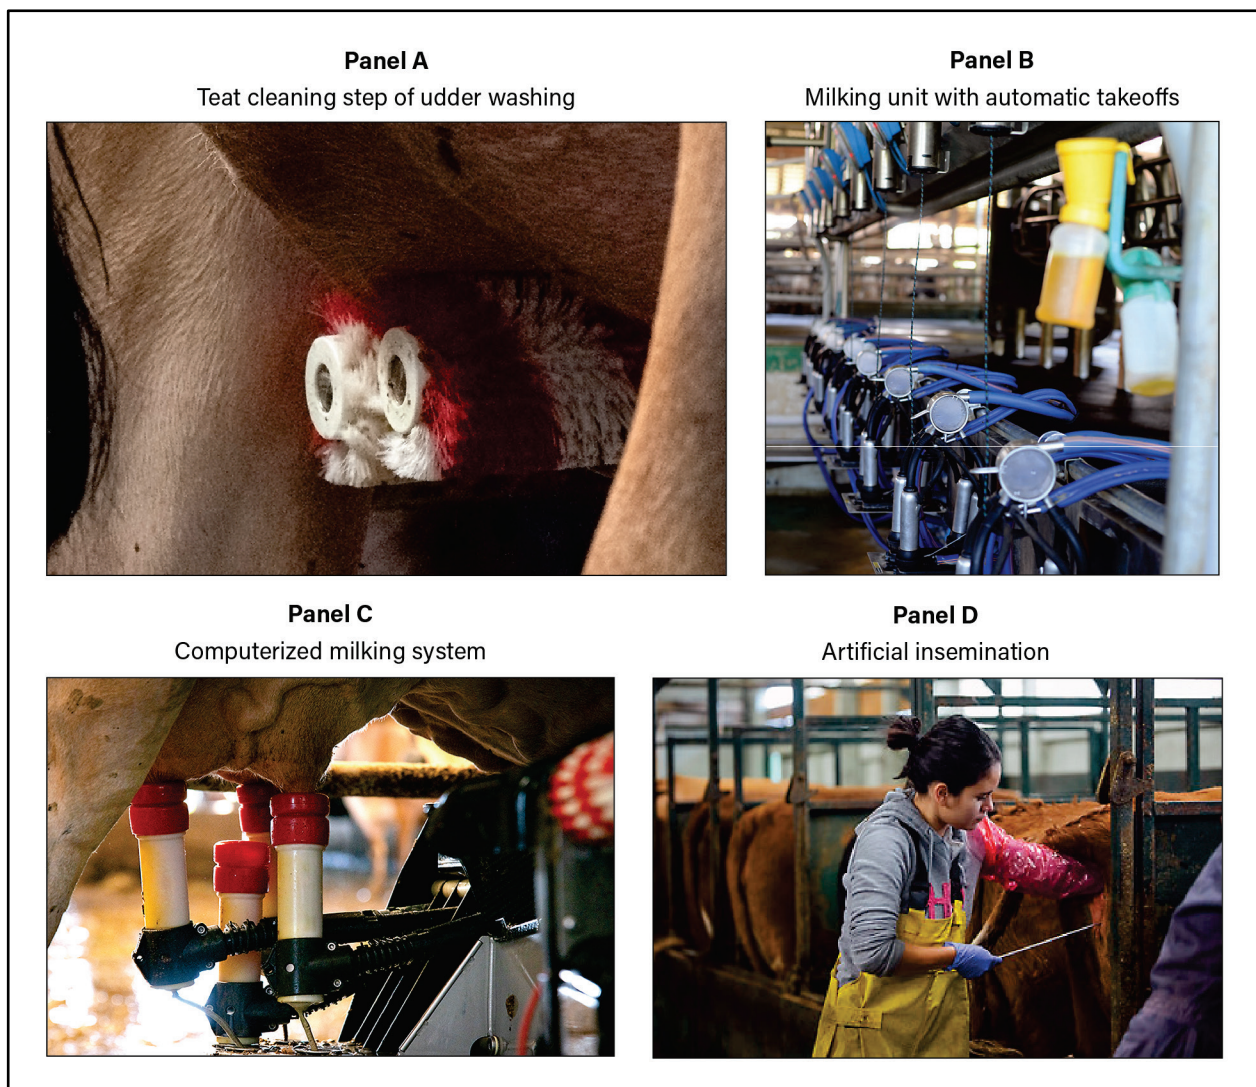 Panel A
Teat cleaning step of udder washing
Panel B
Milking unit with automatic takeoffs
Panel C
Computerized milking system
Panel D
Artificial insemination